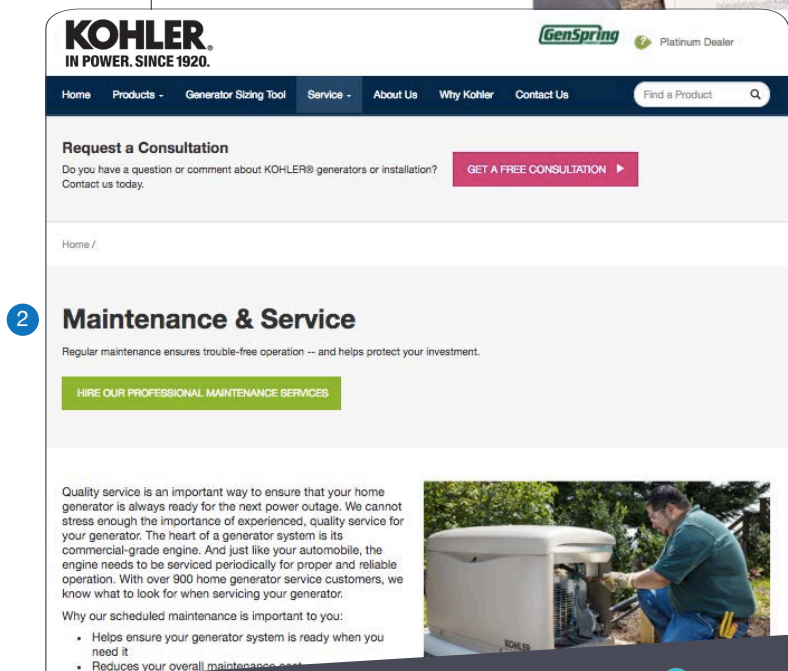 KOHLER®
IN POWER. SINCE 1920.
GenSpring
? Platinum Dealer
Home Products - Generator Sizing Tool Service - About Us Why Kohler Contact Us Find a Product
Request a Consultation
Do you have a question or comment about KOHLER® generators or installation?
Contact us today.
GET A FREE CONSULTATION
Home /
2
Maintenance & Service
Regular maintenance ensures trouble-free operation -- and helps protect your investment.
HIRE OUR PROFESSIONAL MAINTENANCE SERVICES
Quality service is an important way to ensure that your home
generator is always ready for the next power outage. We cannot
stress enough the importance of experienced, quality service for
your generator. The heart of a generator system is its
commercial-grade engine. And just like your automobile, the
engine needs to be serviced periodically for proper and reliable
operation. With over 900 home generator service customers, we
know what to look for when servicing your generator.
Why our scheduled maintenance is important to you:
• Helps ensure your generator system is ready when you
need it
• Reduces your overall maintenance cost
KOHLER